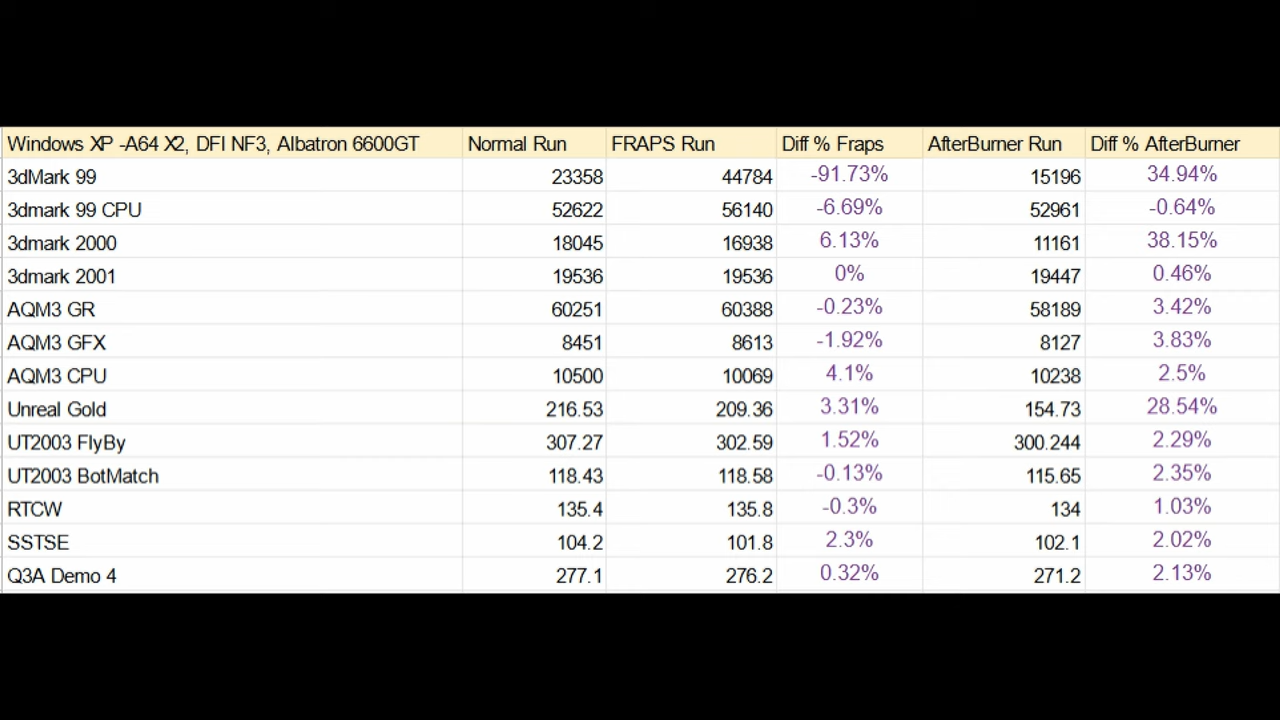 Windows XP -A64 X2, DFI NF3, Albatron 6600GT Normal Run FRAPS Run Diff % Fraps AfterBurner Run Diff % AfterBurner
3dMark 99 23358 44784 -91.73% 15196 34.94%
3dmark 99 CPU 52622 56140 -6.69% 52961 -0.64%
3dmark 2000 18045 16938 6.13% 11161 38.15%
3dmark 2001 19536 19536 0% 19447 0.46%
AQM3 GR 60251 60388 -0.23% 58189 3.42%
AQM3 GFX 8451 8613 -1.92% 8127 3.83%
AQM3 CPU 10500 10069 4.1% 10238 2.5%
Unreal Gold 216.53 209.36 3.31% 154.73 28.54%
UT2003 FlyBy 307.27 302.59 1.52% 300.244 2.29%
UT2003 BotMatch 118.43 118.58 -0.13% 115.65 2.35%
RTCW 135.4 135.8 -0.3% 134 1.03%
SSTSE 104.2 101.8 2.3% 102.1 2.02%
Q3A Demo 4 277.1 276.2 0.32% 271.2 2.13%